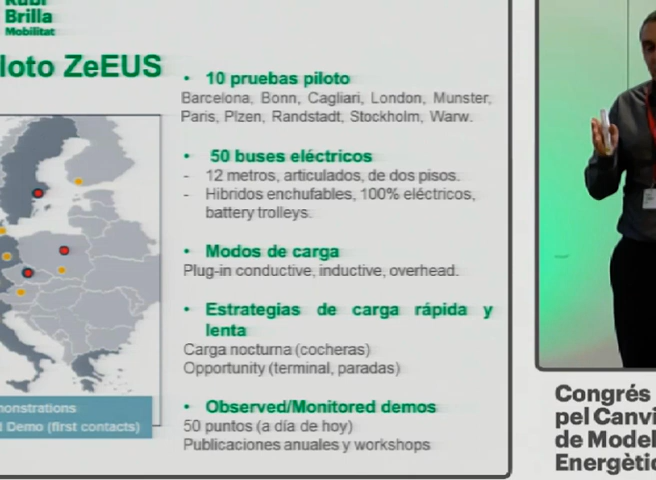 Rubí
Brilla
Mobilitat
loto ZeEUS
• 10 pruebas piloto
Barcelona, Bonn, Cagliari, London, Munster,
Paris, Plzen, Randstadt, Stockholm, Warw.
• 50 buses eléctricos
- 12 metros, articulados, de dos pisos.
- Hibridos enchufables, 100% eléctricos,
battery trolleys.
• Modos de carga
Plug-in conductive, inductive, overhead.
• Estrategias de carga rápida y
lenta
Carga nocturna (cocheras)
Opportunity (terminal, paradas)
• Observed/Monitored demos
50 puntos (a día de hoy)
Publicaciones anuales y workshops
monstrations
d Demo (first contacts)
Congrés
pel Canvi
de Model
Energètic